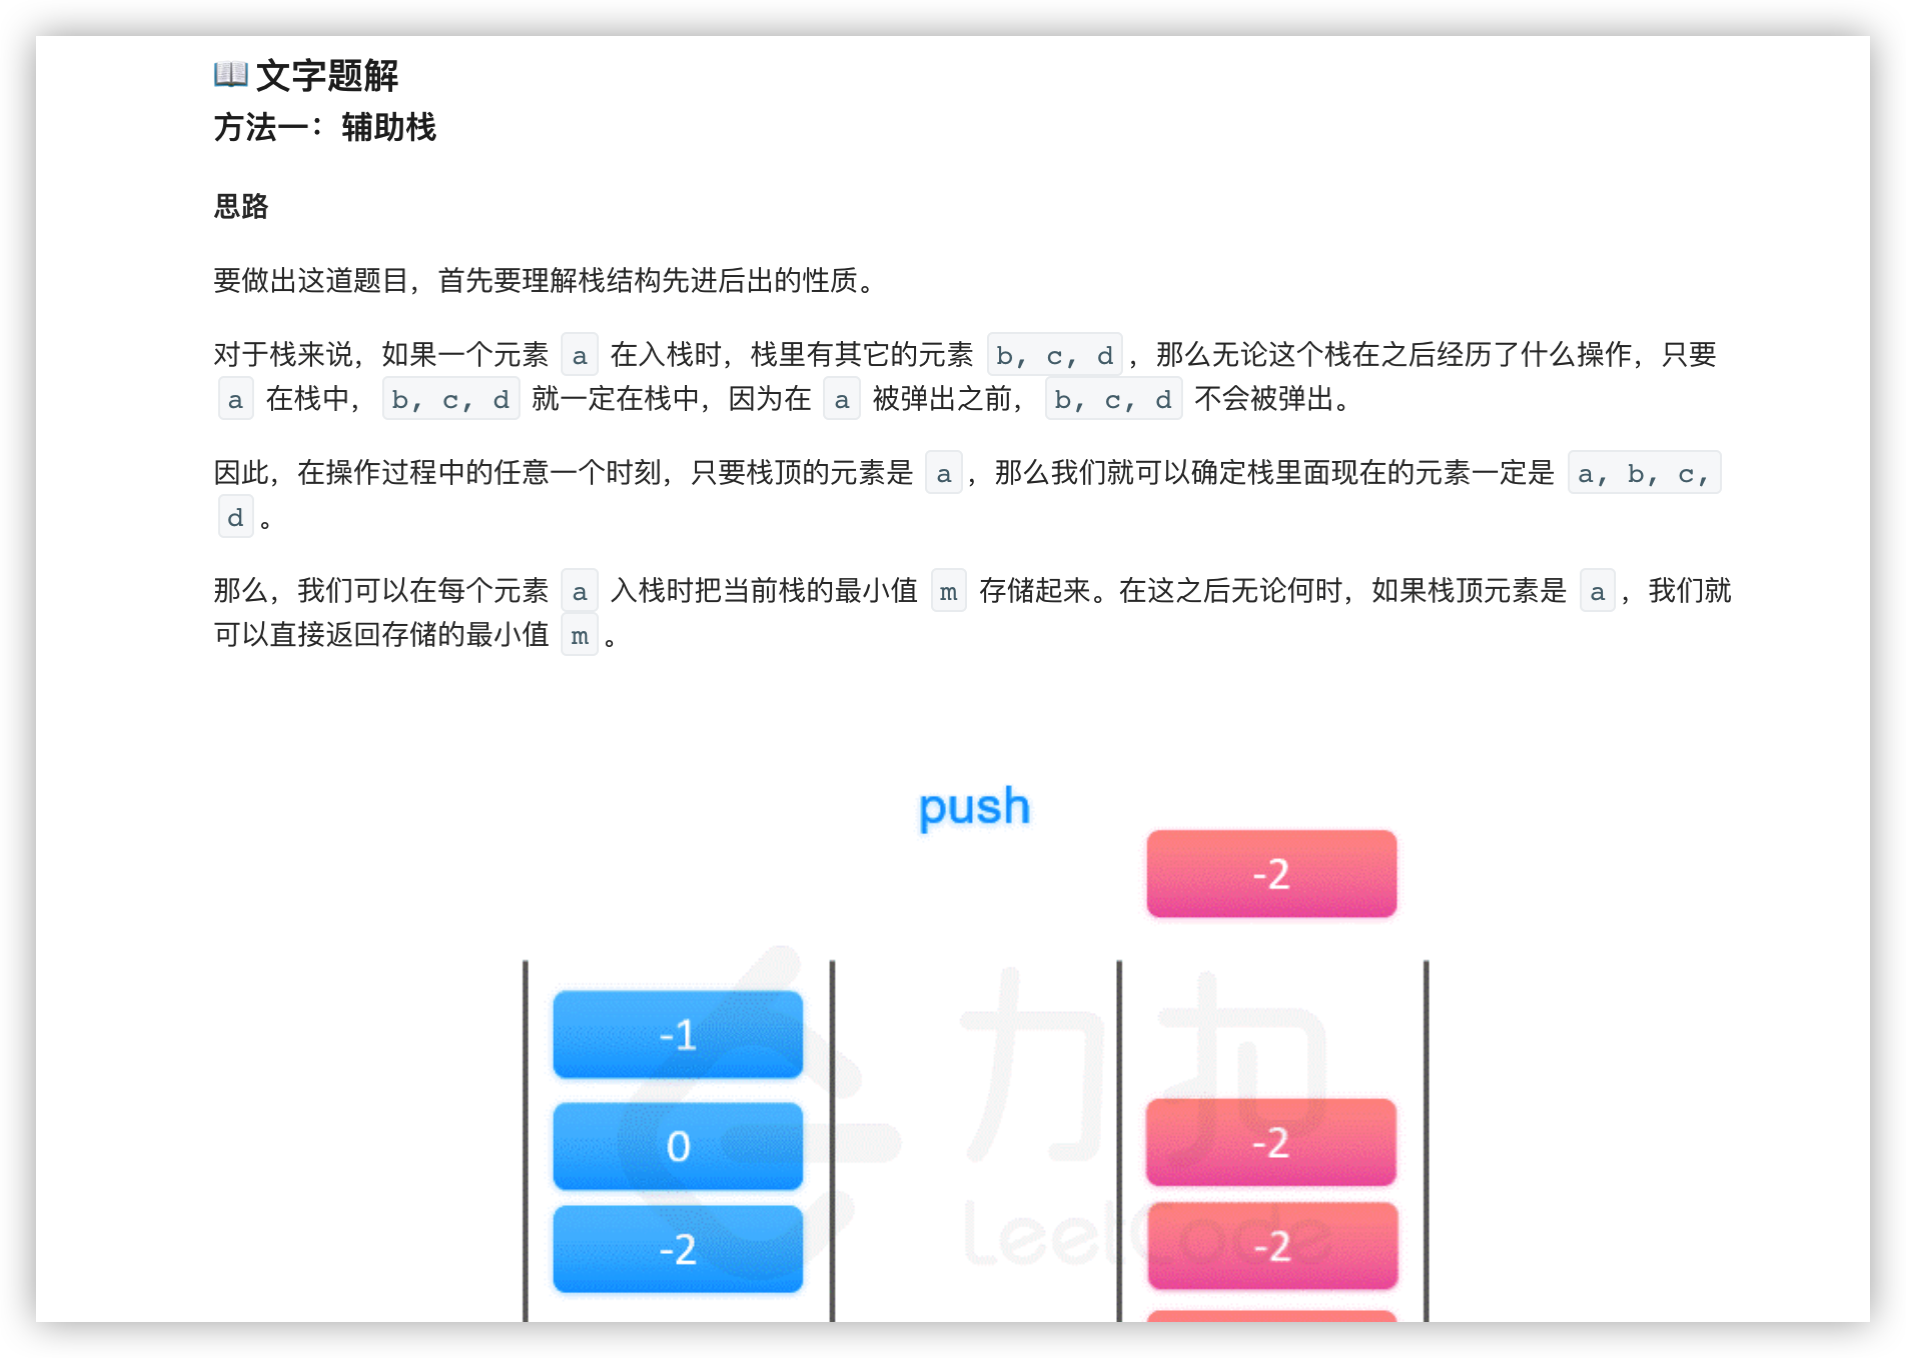 📖 文字题解
方法一：辅助栈
思路
要做出这道题目，首先要理解栈结构先进后出的性质。
对于栈来说，如果一个元素 a 在入栈时，栈里有其它的元素 b, c, d，那么无论这个栈在之后经历了什么操作，只要
a 在栈中，b, c, d 就一定在栈中，因为在 a 被弹出之前，b, c, d 不会被弹出。
因此，在操作过程中的任意一个时刻，只要栈顶的元素是 a，那么我们就可以确定栈里面现在的元素一定是 a, b, c,
d。
那么，我们可以在每个元素 a 入栈时把当前栈的最小值 m 存储起来。在这之后无论何时，如果栈顶元素是 a，我们就
可以直接返回存储的最小值 m。
push
-2
-1
0
-2
-2
-2
力扣
LeetCode